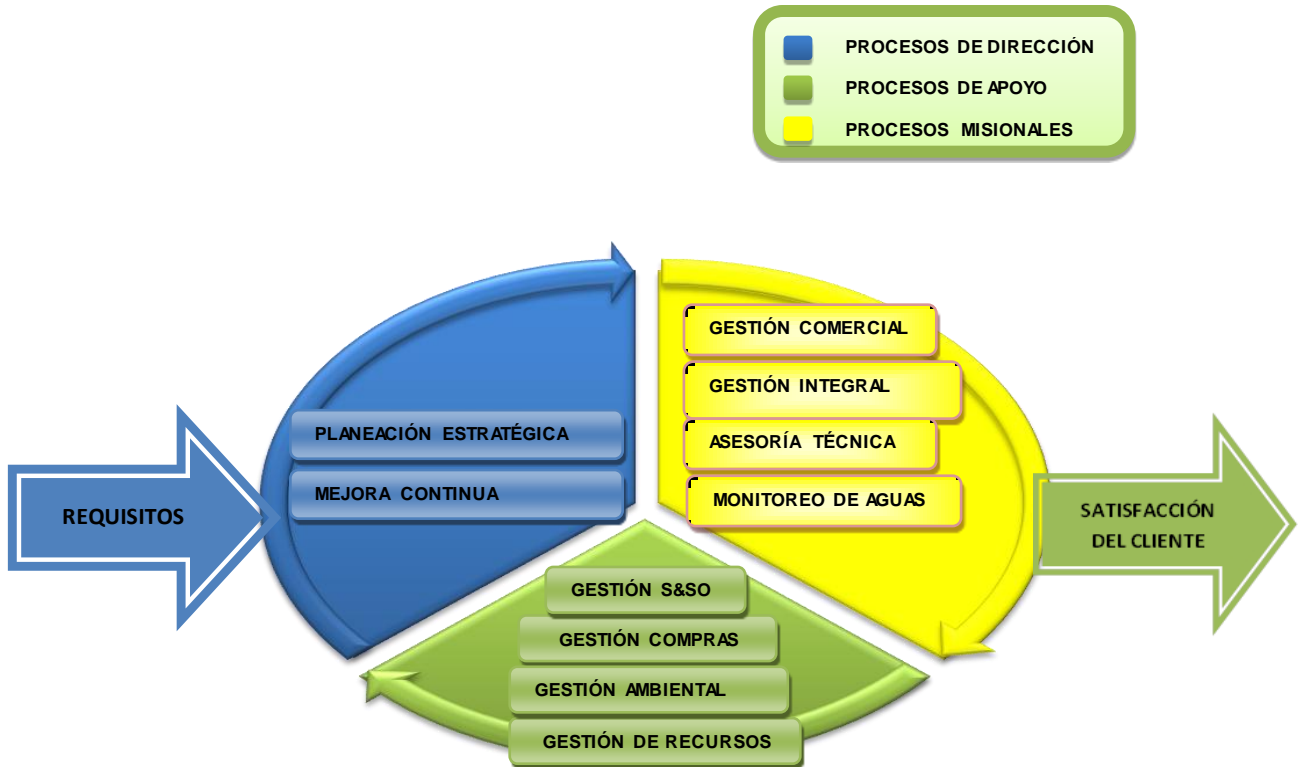 PROCESOS DE DIRECCIÓN
PROCESOS DE APOYO
PROCESOS MISIONALES
GESTIÓN COMERCIAL
GESTIÓN INTEGRAL
PLANEACIÓN ESTRATÉGICA
ASESORÍA TÉCNICA
MEJORA CONTINUA
MONITOREO DE AGUAS
REQUISITOS
SATISFACCIÓN
DEL CLIENTE
GESTIÓN S&SO
GESTIÓN COMPRAS
GESTIÓN AMBIENTAL
GESTIÓN DE RECURSOS